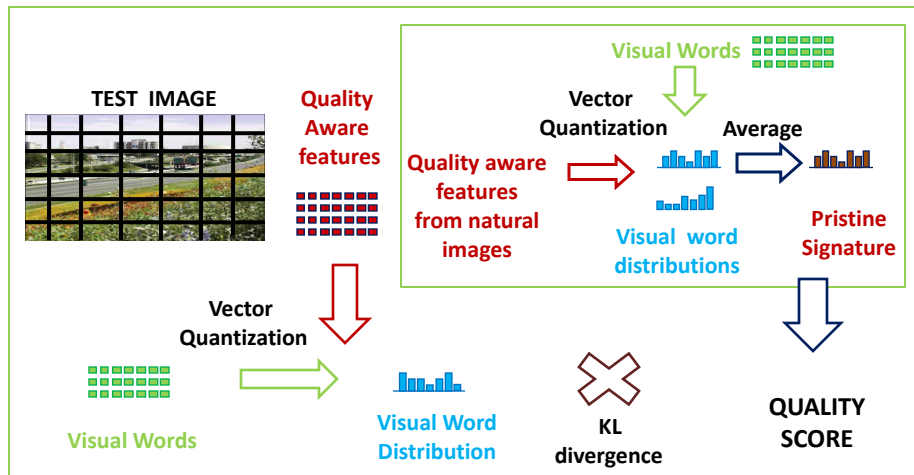 Visual Words
TEST IMAGE
Quality
Aware
features
Vector
Quantization
Average
Quality aware
features
from natural
images
Visual word
distributions
Pristine
Signature
Vector
Quantization
Visual Words
Visual Word
Distribution
KL
divergence
QUALITY
SCORE